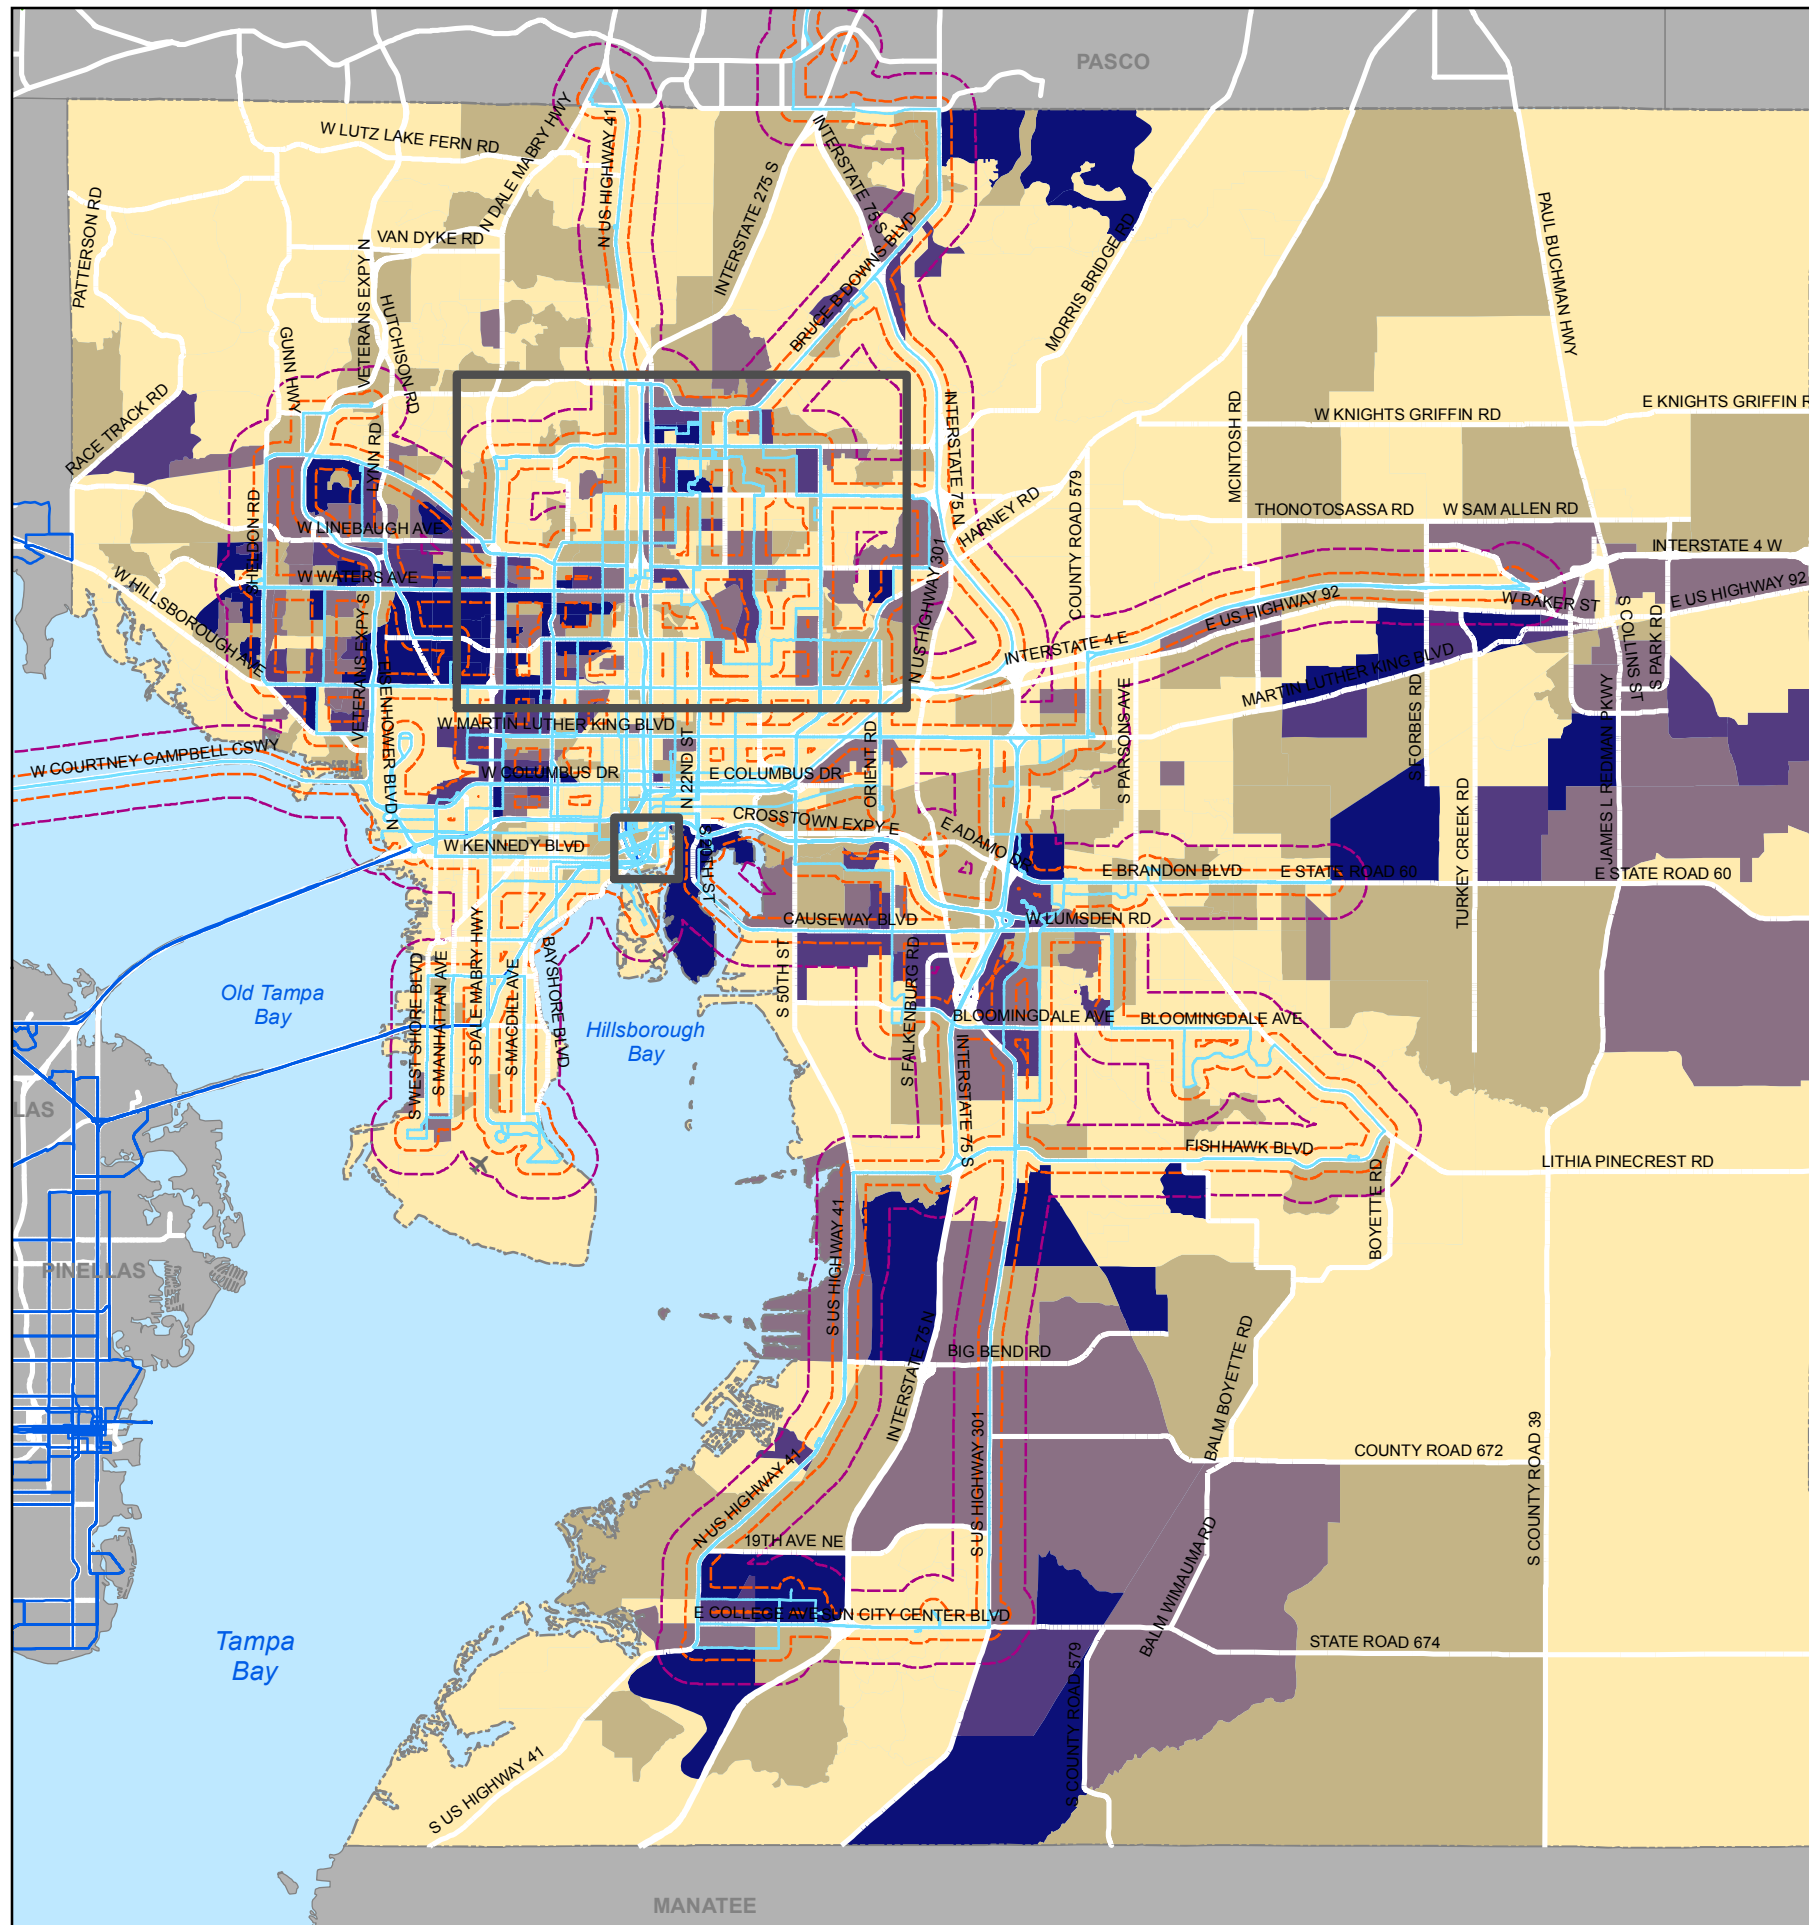 PASCO
W LUTZ LAKE FERN RD
N DALE MABRY HWY
N US HIGHWAY 41
INTERSTATE 275 S
INTERSTATE 75 S
PATTERSON RD
VAN DYKE RD
VETERANS EXPY N
HUTCHISON RD
GUNN HWY
BRUCE B DOWNS BLVD
MORRIS BRIDGE RD
PAUL BUCHMAN HWY
RACE TRACK RD
LYNN RD
INTERSTATE 75 N
MCINTOSH RD
W KNIGHTS GRIFFIN RD
E KNIGHTS GRIFFIN R
COUNTY ROAD 579
HARNEY RD
THONOTOSASSA RD
W SAM ALLEN RD
SHELDON RD
W LINEBAUGH AVE
W WATERS AVE
W HILLSBOROUGH AVE
INTERSTATE 4 W
E US HIGHWAY 92
W BAKER ST
E US HIGHWAY 92
S COLLINS ST
S PARK RD
N US HIGHWAY 301
INTERSTATE 4 E
MARTIN LUTHER KING BLVD
VETERANS EXPY S
EISENHOWER BLVD N
W MARTIN LUTHER KING BLVD
W COURTNEY CAMPBELL CSWY
W COLUMBUS DR
N 22ND ST
E COLUMBUS DR
ORIENT RD
S PARSONS AVE
S FORBES RD
JAMES L REDMAN PKWY
TURKEY CREEK RD
CROSSTOWN EXPY E
E ADAMO DR
W KENNEDY BLVD
S 20TH ST
E BRANDON BLVD
E STATE ROAD 60
E STATE ROAD 60
CAUSEWAY BLVD
W LUMSDEN RD
S WEST SHORE BLVD
S MANHATTAN AVE
S DALE MABRY HWY
S MACDILL AVE
BAYSHORE BLVD
S 50TH ST
S FALKENBURG RD
Old Tampa
Bay
Hillsborough
Bay
BLOOMINGDALE AVE
BLOOMINGDALE AVE
INTERSTATE 75 S
LAS
FISHHAWK BLVD
LITHIA PINECREST RD
BOYETTE RD
PINELLAS
S US HIGHWAY 41
INTERSTATE 75 N
BIG BEND RD
BALM BOYETTE RD
S US HIGHWAY 301
COUNTY ROAD 672
S COUNTY ROAD 39
N US HIGHWAY 41
19TH AVE NE
BALM WIMAUMA RD
E COLLEGE AVE
SUN CITY CENTER BLVD
STATE ROAD 674
S COUNTY ROAD 579
Tampa
Bay
S US HIGHWAY 41
MANATEE